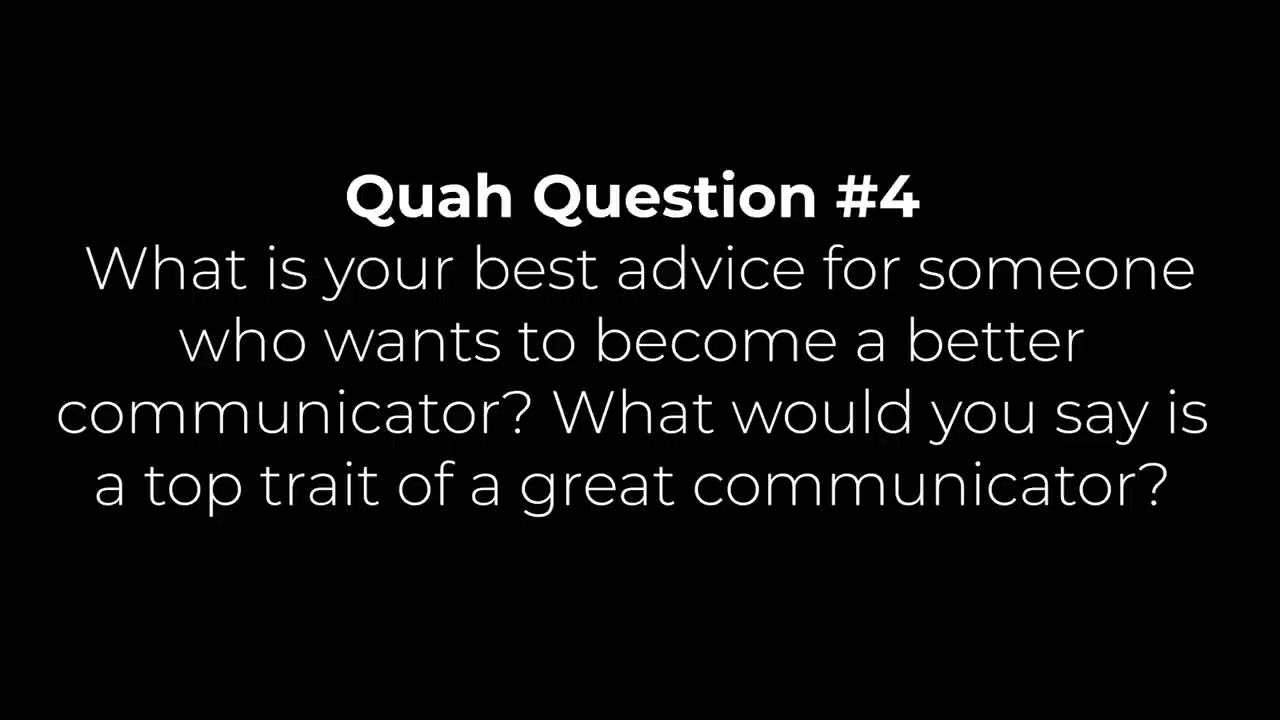 Quah Question #4
What is your best advice for someone
who wants to become a better
communicator? What would you say is
a top trait of a great communicator?